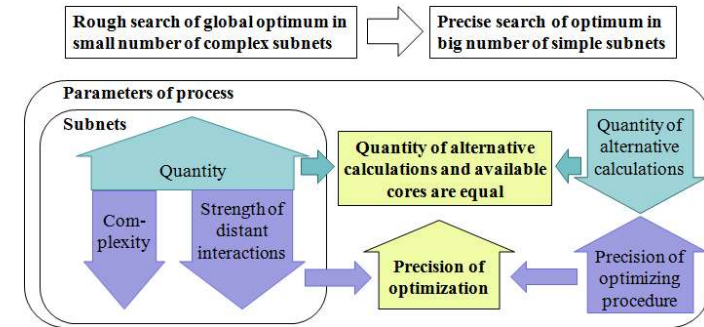 Rough search of global optimum in
small number of complex subnets
Precise search of optimum in
big number of simple subnets
Parameters of process
Subnets
Quantity
Com-
plexity
Strength of
distant
interactions
Quantity of alternative
calculations and available
cores are equal
Precision of
optimization
Quantity of
alternative
calculations
Precision of
optimizing
procedure